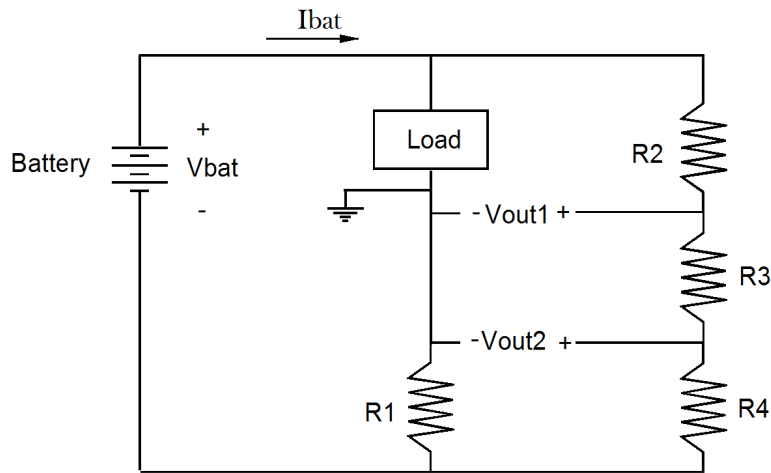 Ibat
Battery
+
Vbat
-
Load
R2
- Vout1 +
R3
-Vout2 +
R1
R4